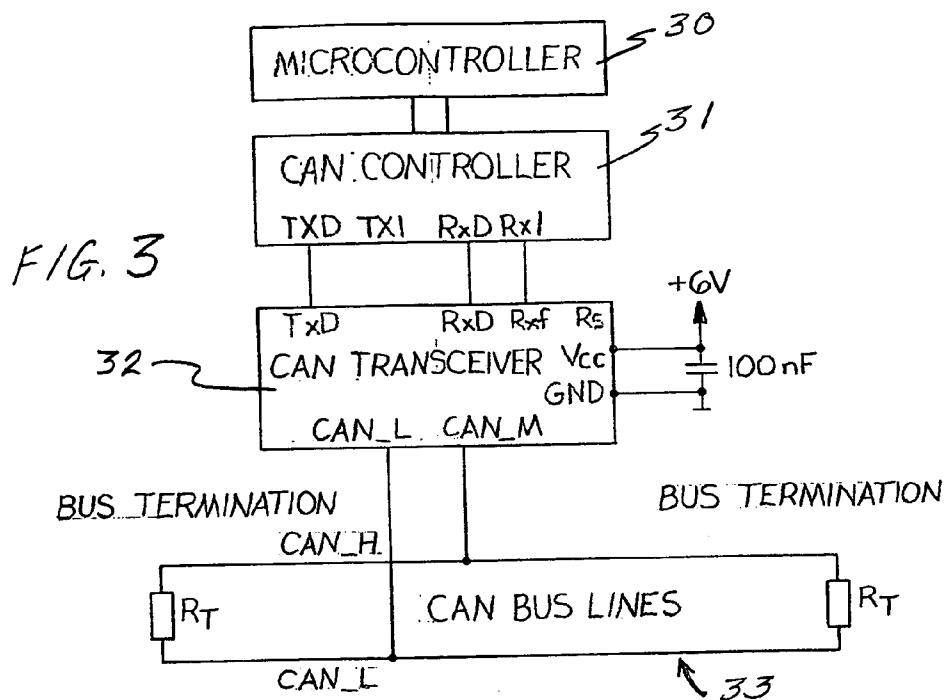 30
MICROCONTROLLER
31
CAN CONTROLLER
TXD TX1 RxD Rx1
FIG. 3
+6V
TxD RxD Rxf Rs
32
CAN TRANSCEIVER VCC
100nF
GND
CAN_L CAN_M
BUS TERMINATION
BUS TERMINATION
CAN_H
RT
CAN BUS LINES
RT
CAN_L
33